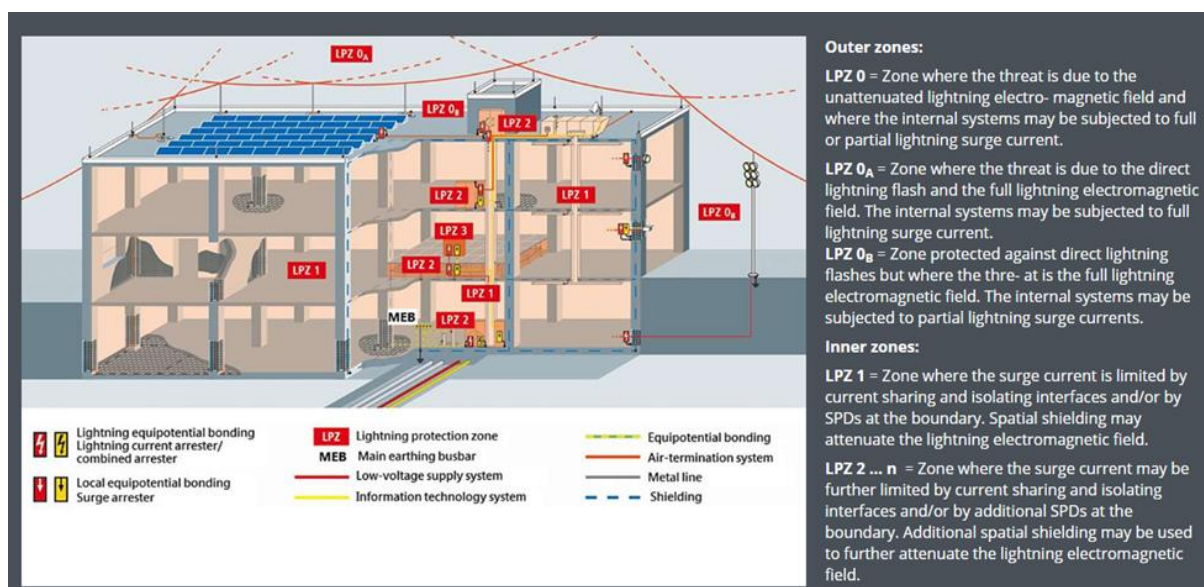 LPZ 0A
LPZ 0B
LPZ 2
LPZ 2
LPZ 1
LPZ 0B
LPZ 3
LPZ 1
LPZ 2
LPZ 1
MEB
LPZ 2
Lightning equipotential bonding
Lightning current arrester/
combined arrester
Local equipotential bonding
Surge arrester
LPZ Lightning protection zone
MEB Main earthing busbar
Low-voltage supply system
Information technology system
Equipotential bonding
Air-termination system
Metal line
Shielding
Outer zones:
LPZ 0 = Zone where the threat is due to the
unattenuated lightning electro- magnetic field and
where the internal systems may be subjected to full
or partial lightning surge current.
LPZ 0A = Zone where the threat is due to the direct
lightning flash and the full lightning electromagnetic
field. The internal systems may be subjected to full
lightning surge current.
LPZ 0B = Zone protected against direct lightning
flashes but where the thre- at is the full lightning
electromagnetic field. The internal systems may be
subjected to partial lightning surge currents.
Inner zones:
LPZ 1 = Zone where the surge current is limited by
current sharing and isolating interfaces and/or by
SPDs at the boundary. Spatial shielding may
attenuate the lightning electromagnetic field.
LPZ 2 ... n = Zone where the surge current may be
further limited by current sharing and isolating
interfaces and/or by additional SPDs at the
boundary. Additional spatial shielding may be used
to further attenuate the lightning electromagnetic
field.